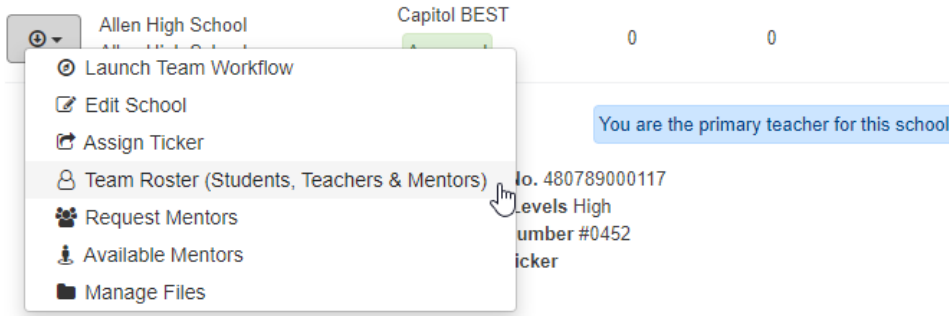 Allen High School
Capitol BEST
0
0
Launch Team Workflow
Edit School
Assign Ticker
Team Roster (Students, Teachers & Mentors)
Request Mentors
Available Mentors
Manage Files
You are the primary teacher for this school
No. 480789000117
Levels High
umber #0452
icker